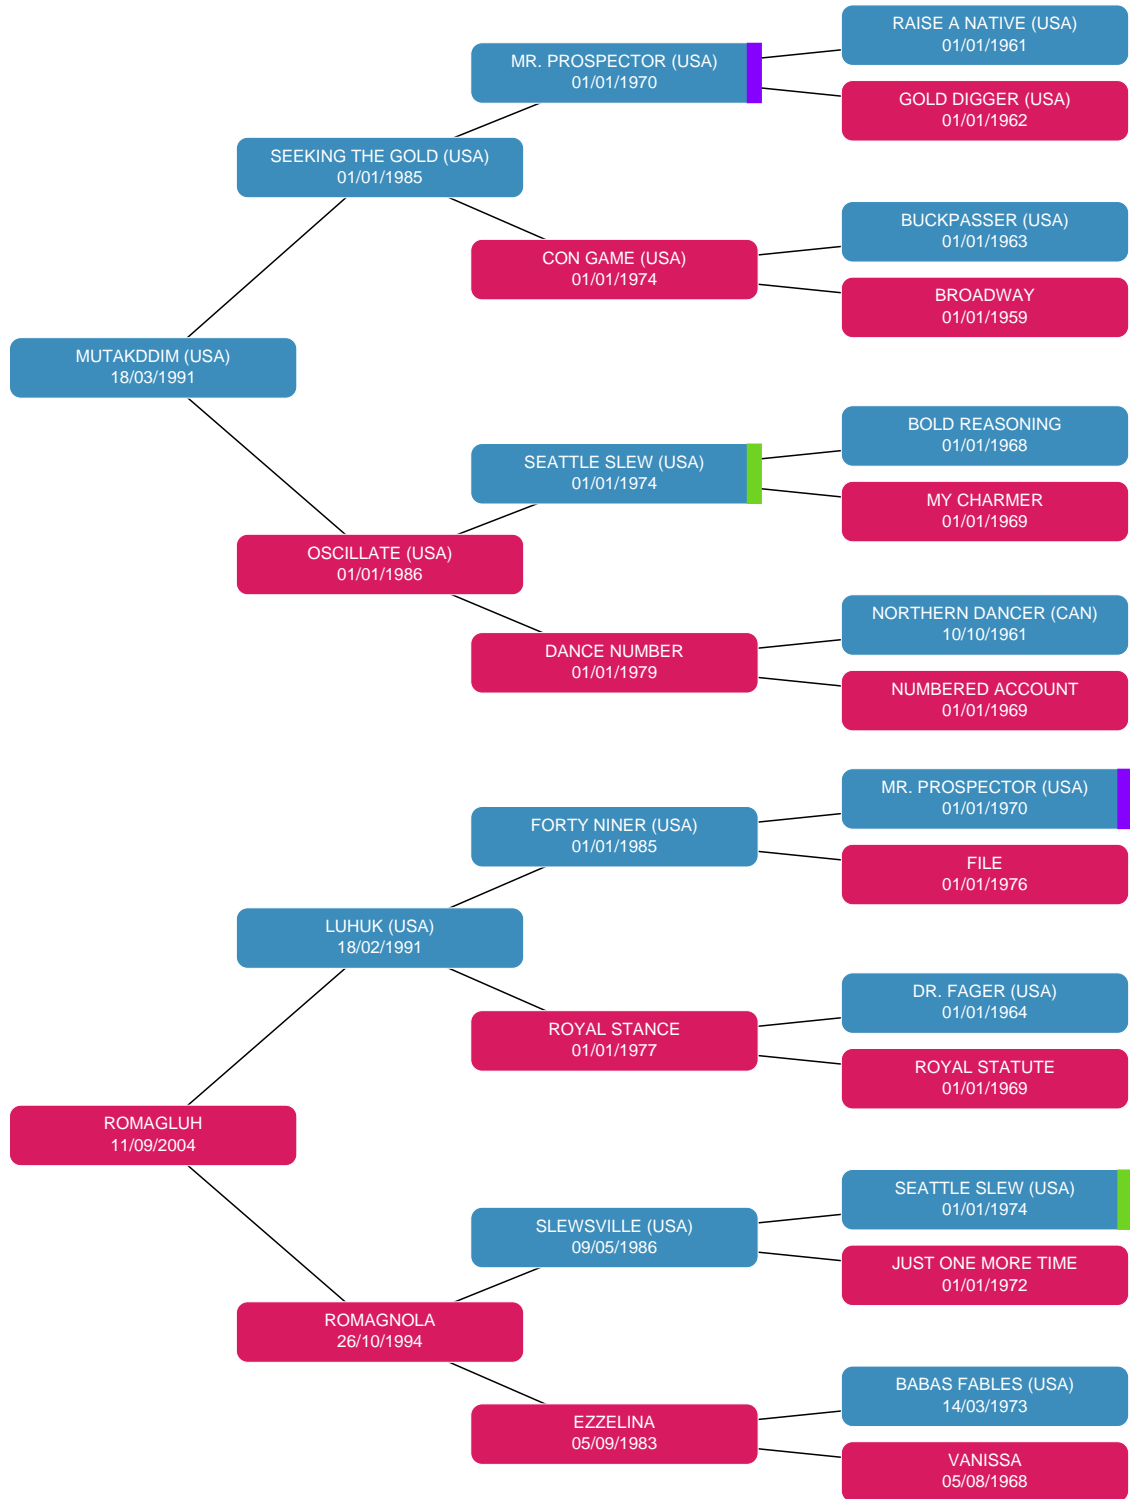 RAISE A NATIVE (USA)
01/01/1961
MR. PROSPECTOR (USA)
01/01/1970
GOLD DIGGER (USA)
01/01/1962
SEEKING THE GOLD (USA)
01/01/1985
BUCKPASSER (USA)
01/01/1963
CON GAME (USA)
01/01/1974
BROADWAY
01/01/1959
MUTAKDDIM (USA)
18/03/1991
BOLD REASONING
01/01/1968
SEATTLE SLEW (USA)
01/01/1974
MY CHARMER
01/01/1969
OSCILLATE (USA)
01/01/1986
NORTHERN DANCER (CAN)
10/10/1961
DANCE NUMBER
01/01/1979
NUMBERED ACCOUNT
01/01/1969
MR. PROSPECTOR (USA)
01/01/1970
FORTY NINER (USA)
01/01/1985
FILE
01/01/1976
LUHUK (USA)
18/02/1991
DR. FAGER (USA)
01/01/1964
ROYAL STANCE
01/01/1977
ROYAL STATUTE
01/01/1969
ROMAGLUH
11/09/2004
SEATTLE SLEW (USA)
01/01/1974
SLEWSVILLE (USA)
09/05/1986
JUST ONE MORE TIME
01/01/1972
ROMAGNOLA
26/10/1994
BABAS FABLES (USA)
14/03/1973
EZZELINA
05/09/1983
VANISSA
05/08/1968